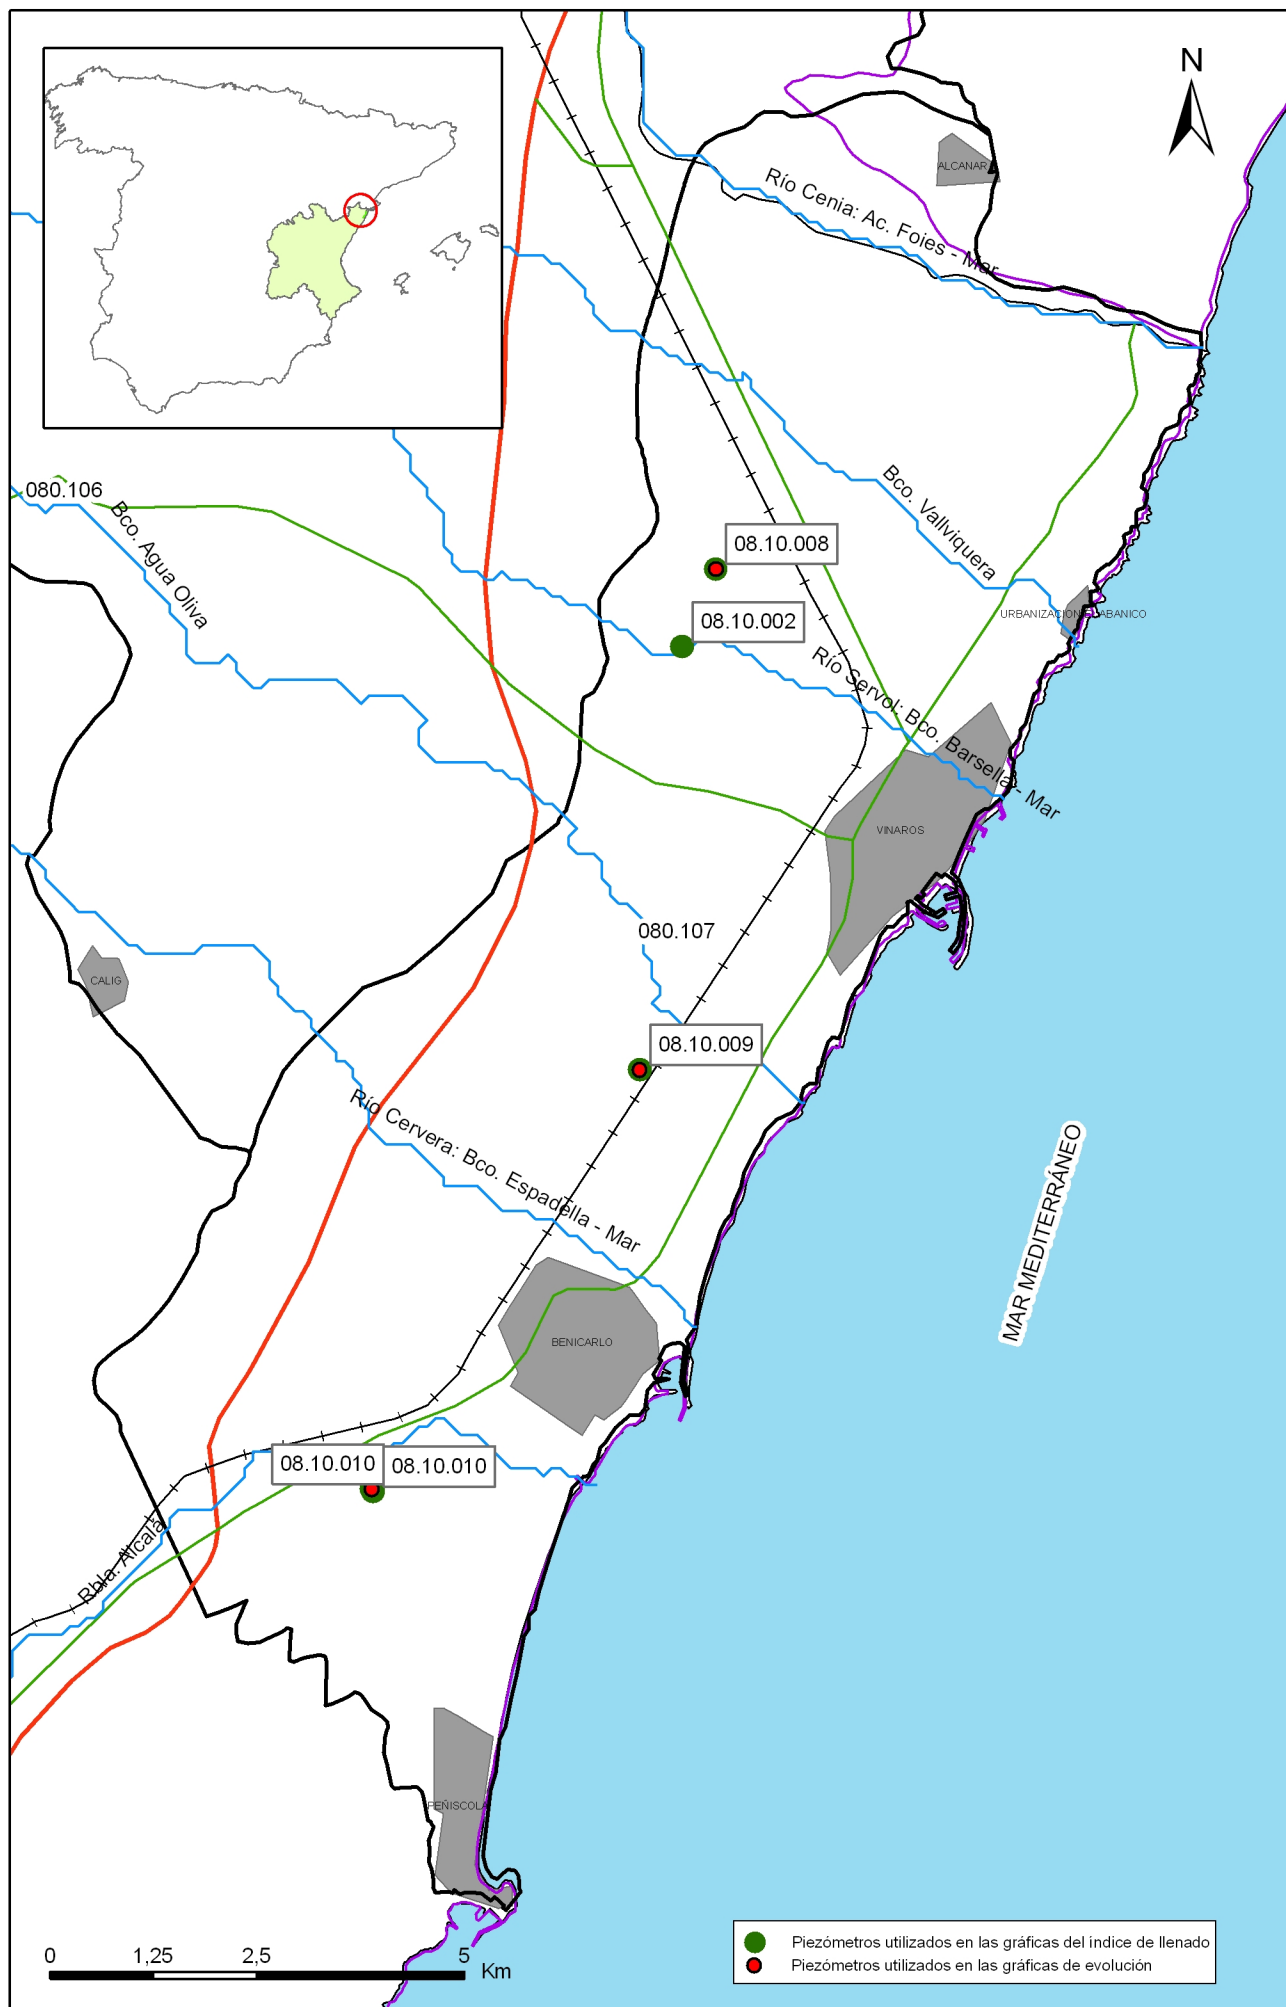 N
ALCANAR
Río Cenia: Ac. Foies - Mar
080.106
Bco. Agua Oliva
Bco. Vallviquera
08.10.008
08.10.002
URBANIZACION EL ABANICO
Río Servol: Bco. Barsella - Mar
VINAROS
080.107
CALIG
08.10.009
Río Cervera: Bco. Espadella - Mar
MAR MEDITERRÁNEO
BENICARLO
08.10.010
08.10.010
Rbla. Alcalá
PEÑISCOLA
0 1,25 2,5 5
Km
Piezómetros utilizados en las gráficas del índice de llenado
Piezómetros utilizados en las gráficas de evolución